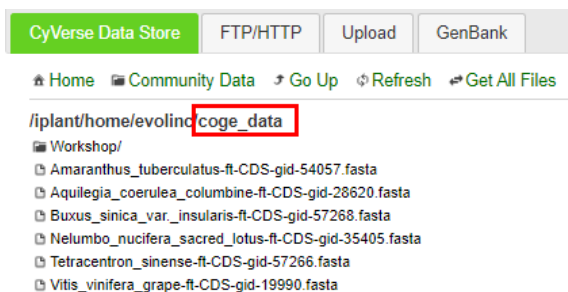 CyVerse Data Store FTP/HTTP Upload GenBank
Home Community Data Go Up Refresh Get All Files
/iplant/home/evolinc/coge_data
Workshop/
Amaranthus_tuberculatus-ft-CDS-gid-54057.fasta
Aquilegia_coerulea_columbine-ft-CDS-gid-28620.fasta
Buxus_sinica_var._insularis-ft-CDS-gid-57268.fasta
Nelumbo_nucifera_sacred_lotus-ft-CDS-gid-35405.fasta
Tetracentron_sinense-ft-CDS-gid-57266.fasta
Vitis_vinifera_grape-ft-CDS-gid-19990.fasta